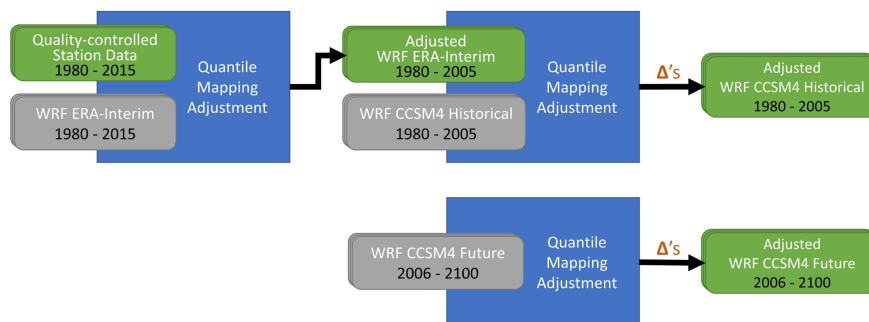 Quality-controlled
Station Data
1980 - 2015
WRF ERA-Interim
1980 - 2015
Quantile
Mapping
Adjustment
Adjusted
WRF ERA-Interim
1980 - 2005
WRF CCSM4 Historical
1980 - 2005
Quantile
Mapping
Adjustment
Δ's
Adjusted
WRF CCSM4 Historical
1980 - 2005
WRF CCSM4 Future
2006 - 2100
Quantile
Mapping
Adjustment
Δ's
Adjusted
WRF CCSM4 Future
2006 - 2100